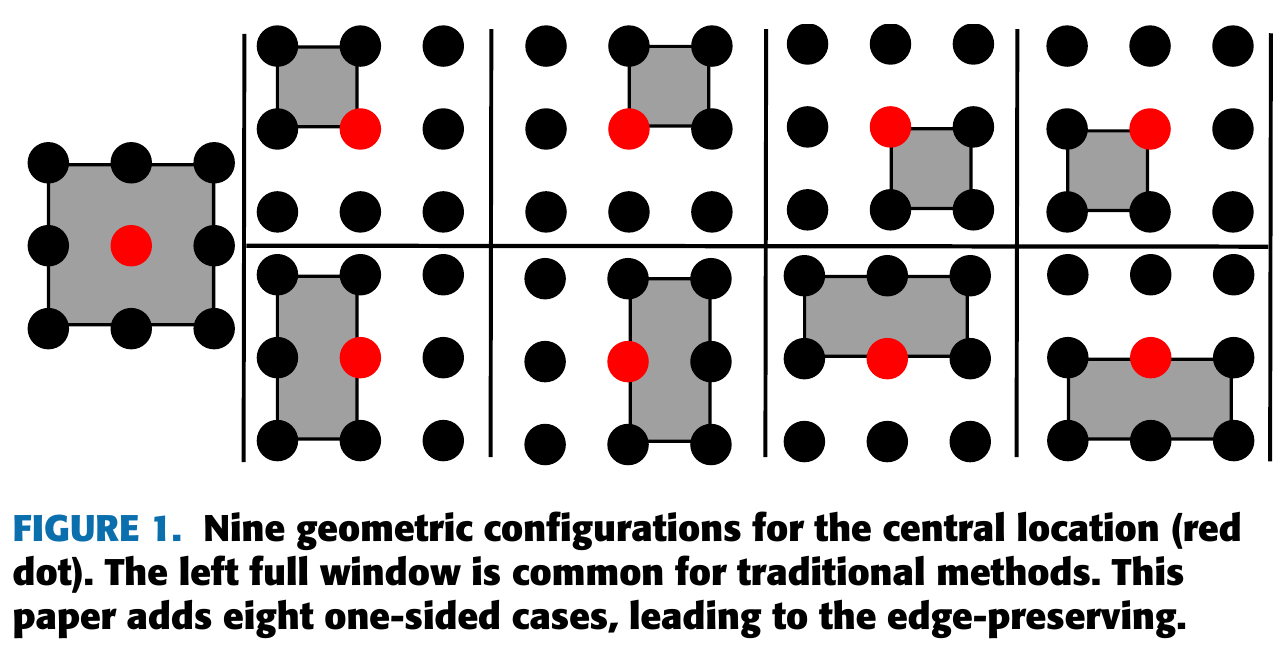 FIGURE 1. Nine geometric configurations for the central location (red
dot). The left full window is common for traditional methods. This
paper adds eight one-sided cases, leading to the edge-preserving.